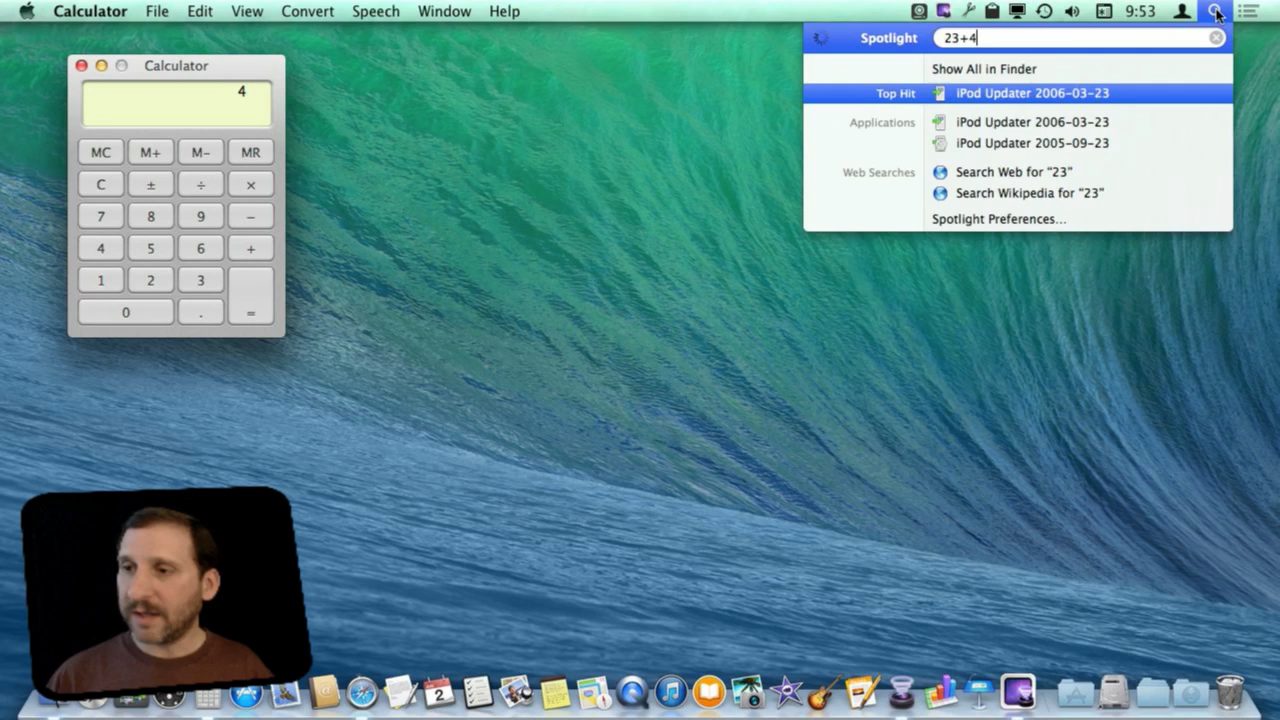 Calculator File Edit View Convert Speech Window Help 9:53
Spotlight 23+4
Show All in Finder
Top Hit iPod Updater 2006-03-23
Applications iPod Updater 2006-03-23
iPod Updater 2005-09-23
Web Searches Search Web for “23”
Search Wikipedia for “23”
Spotlight Preferences...
Calculator
4
MC M+ M– MR
C ± ÷ ×
7 8 9 −
4 5 6 +
1 2 3
0 . =
2